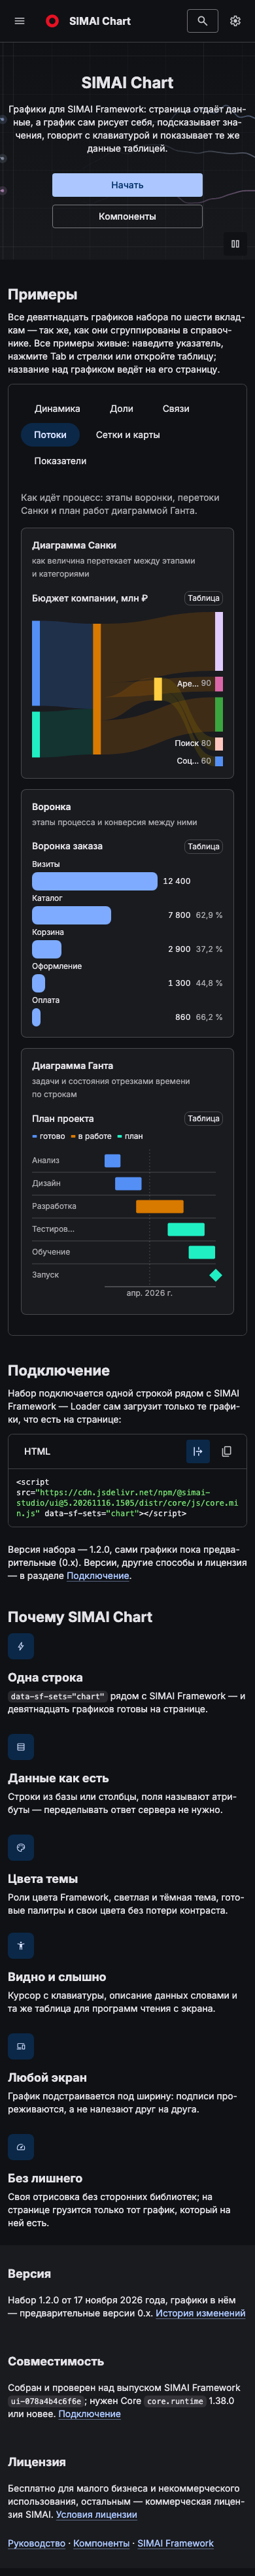 SIMAI Chart
SIMAI Chart
Графики для SIMAI Framework: страница отдаёт дан-
ные, а график сам рисует себя, подсказывает зна-
чения, говорит с клавиатурой и показывает те же
данные таблицей.
Начать
Компоненты
Примеры
Все девятнадцать графиков набора по шести вклад-
кам — так же, как они сгруппированы в справоч-
нике. Все примеры живые: наведите указатель,
нажмите Tab и стрелки или откройте таблицу;
название над графиком ведёт на его страницу.
Динамика
Доли
Связи
Потоки
Сетки и карты
Показатели
Как идёт процесс: этапы воронки, перетоки
Санки и план работ диаграммой Ганта.
Диаграмма Санки
как величина перетекает между этапами
и категориями
Бюджет компании, млн ₽
Таблица
Аре... 90
Поиск 80
Соц... 60
Воронка
этапы процесса и конверсия между ними
Воронка заказа
Таблица
Визиты
12 400
Каталог
7 800 62,9 %
Корзина
2 900 37,2 %
Оформление
1 300 44,8 %
Оплата
860 66,2 %
Диаграмма Ганта
задачи и состояния отрезками времени
по строкам
План проекта
Таблица
готово в работе план
Анализ
Дизайн
Разработка
Тестиров...
Обучение
Запуск
апр. 2026 г.
Подключение
Набор подключается одной строкой рядом с SIMAI
Framework — Loader сам загрузит только те графи-
ки, что есть на странице:
HTML
<script
src="https://cdn.jsdelivr.net/npm/@simai-
studio/ui@5.20261116.1505/distr/core/js/core.mi
n.js" data-sf-sets="chart"></script>
Версия набора — 1.2.0, сами графики пока предва-
рительные (0.x). Версии, другие способы и лицензия
— в разделе Подключение.
Почему SIMAI Chart
Одна строка
data-sf-sets="chart" рядом с SIMAI Framework — и
девятнадцать графиков готовы на странице.
Данные как есть
Строки из базы или столбцы, поля называют атри-
буты — переделывать ответ сервера не нужно.
Цвета темы
Роли цвета Framework, светлая и тёмная тема, гото-
вые палитры и свои цвета без потери контраста.
Видно и слышно
Курсор с клавиатуры, описание данных словами и
та же таблица для программ чтения с экрана.
Любой экран
График подстраивается под ширину: подписи про-
реживаются, а не налезают друг на друга.
Без лишнего
Своя отрисовка без сторонних библиотек; на
странице грузится только тот график, который на
ней есть.
Версия
Набор 1.2.0 от 17 ноября 2026 года, графики в нём
— предварительные версии 0.x. История изменений
Совместимость
Собран и проверен над выпуском SIMAI Framework
ui-078a4b4c6f6e; нужен Core core.runtime 1.38.0
или новее. Подключение
Лицензия
Бесплатно для малого бизнеса и некоммерческого
использования, остальным — коммерческая лицен-
зия SIMAI. Условия лицензии
Руководство · Компоненты · SIMAI Framework